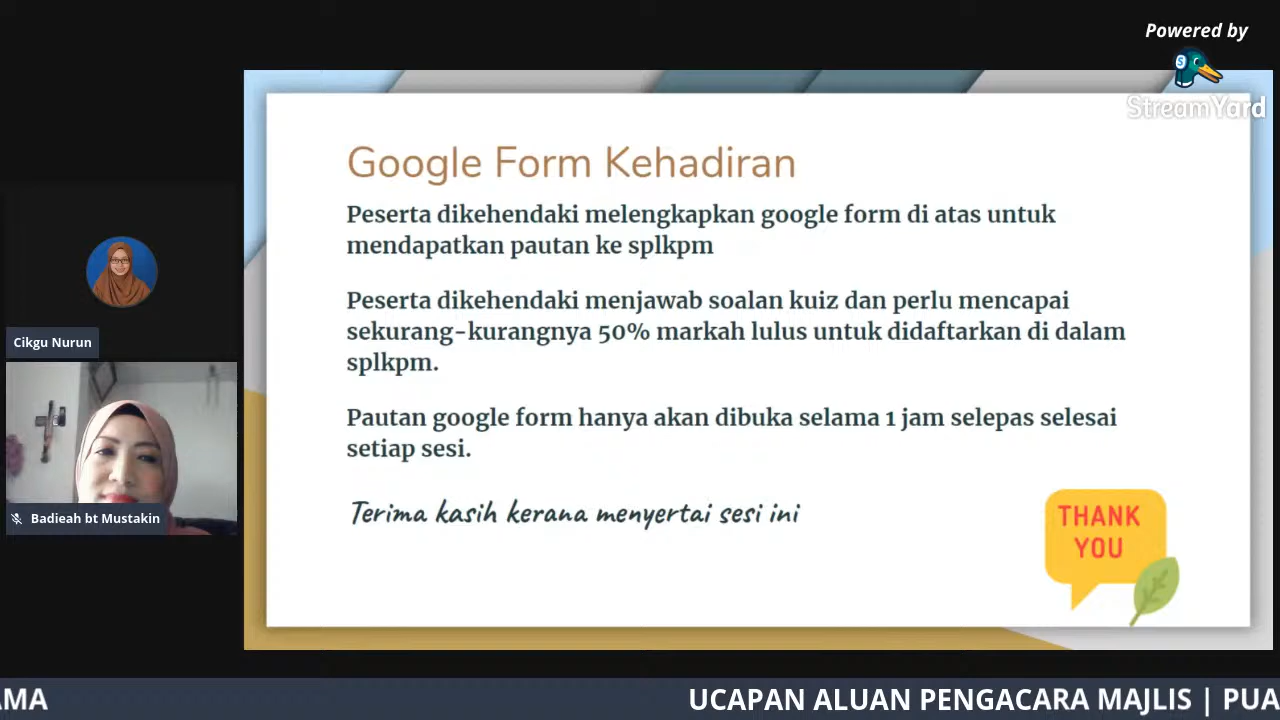 Powered by
StreamYard
Google Form Kehadiran
Peserta dikehendaki melengkapkan google form di atas untuk
mendapatkan pautan ke splkpm
Peserta dikehendaki menjawab soalan kuiz dan perlu mencapai
sekurang-kurangnya 50% markah lulus untuk didaftarkan di dalam
splkpm.
Pautan google form hanya akan dibuka selama 1 jam selepas selesai
setiap sesi.
Terima kasih kerana menyertai sesi ini
THANK
YOU
Cikgu Nurun
Badieah bt Mustakin
AMA UCAPAN ALUAN PENGACARA MAJLIS | PUA